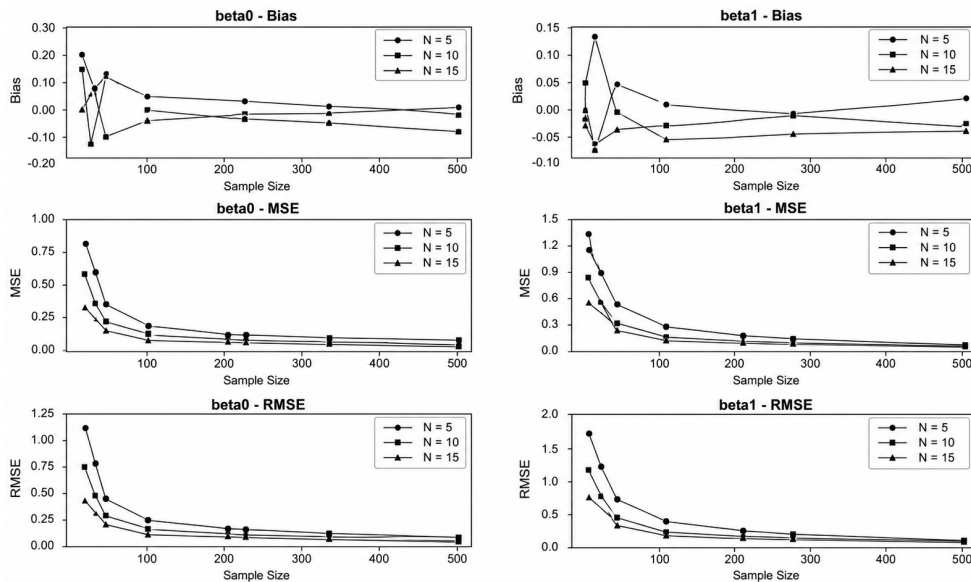 beta0 - Bias
0.30
0.20
0.10
0.00
-0.10
-0.20
Bias
N = 5
N = 10
N = 15
100
200
300
400
500
Sample Size
beta1 - Bias
0.15
0.10
0.05
0.00
-0.05
-0.10
Bias
N = 5
N = 10
N = 15
100
200
300
400
500
Sample Size
beta0 - MSE
1.00
0.75
0.50
0.25
0.00
MSE
N = 5
N = 10
N = 15
100
200
300
400
500
Sample Size
beta1 - MSE
1.5
1.2
0.9
0.6
0.3
0.0
MSE
N = 5
N = 10
N = 15
100
200
300
400
500
Sample Size
beta0 - RMSE
1.25
1.00
0.75
0.50
0.25
0.00
RMSE
N = 5
N = 10
N = 15
100
200
300
400
500
Sample Size
beta1 - RMSE
2.0
1.5
1.0
0.5
0.0
RMSE
N = 5
N = 10
N = 15
100
200
300
400
500
Sample Size